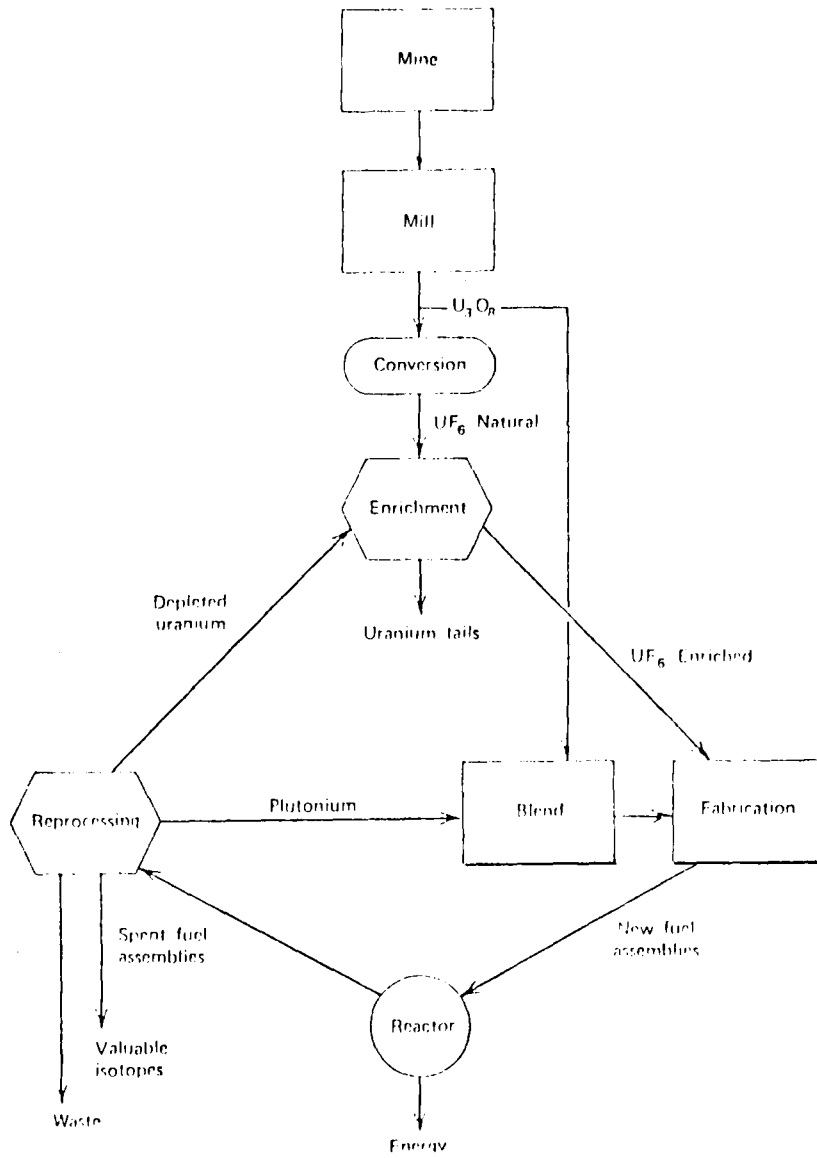 Mine
Mill
U₃O₈
Conversion
UF₆ Natural
Enrichment
Depleted
uranium
Uranium tails
UF₆ Enriched
Reprocessing
Plutonium
Blend
Fabrication
Spent fuel
assemblies
New fuel
assemblies
Reactor
Valuable
isotopes
Waste
Energy